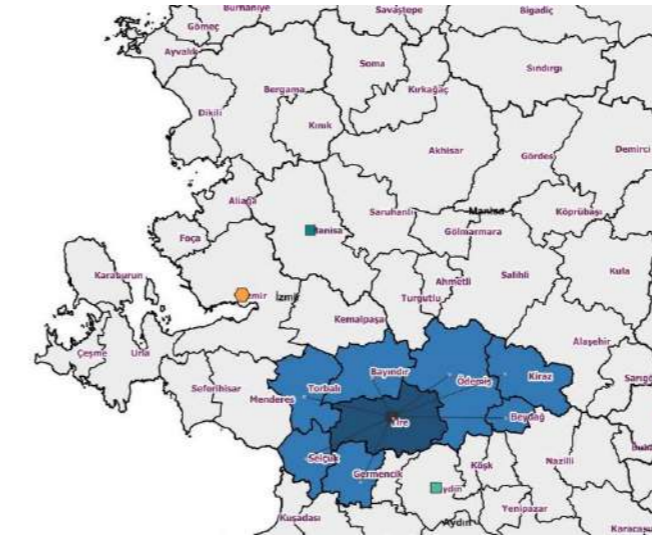 Burhaniye
Savaştepe
Bigadiç
Gömeç
Ayvalık
Soma
Sındırgı
Bergama
Kırkağaç
Dikili
Kınık
Akhisar
Gördes
Demirci
Aliağa
Saruhanlı
Manisa
Köprübaşı
Foça
Manisa
Gölmarmara
Karaburun
Salihli
Kula
Ahmetli
İzmir
Turgutlu
Kemalpaşa
Alaşehir
Çeşme
Urla
Bayındır
Kiraz
Seferihisar
Torbalı
Ödemiş
Menderes
Tire
Beydağ
Selçuk
Germencik
Köşk
Nazilli
Kuşadası
Yenipazar
Aydın